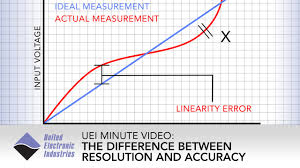 IDEAL MEASUREMENT
ACTUAL MEASUREMENT
INPUT VOLTAGE
X
LINEARITY ERROR
United
Electronic
Industries
UEI MINUTE VIDEO:
THE DIFFERENCE BETWEEN
RESOLUTION AND ACCURACY